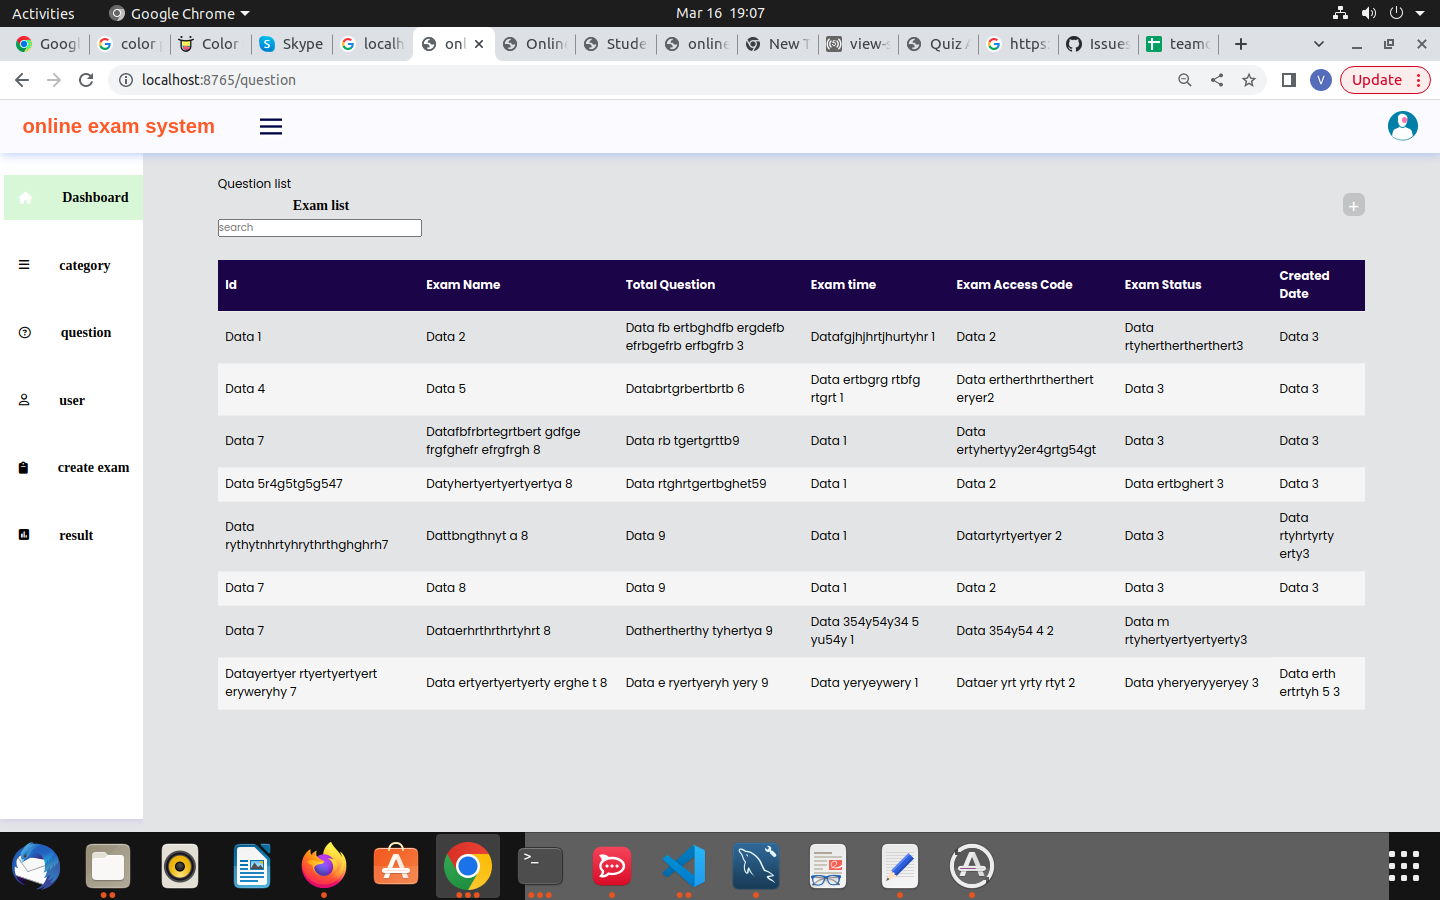 Activities
Google Chrome
Mar 16 19:07
Googl
color
Color
Skype
localh
onl
Online
Stude
online
New T
view-s
Quiz A
https:
Issues
teamc
localhost:8765/question
V
Update
online exam system
Dashboard
category
question
user
create exam
result
Question list
Exam list
search
+
Id Exam Name Total Question Exam time Exam Access Code Exam Status Created Date
Data 1 Data 2 Data fb ertbghdfb ergdefb efrbgefrb erfbgfrb 3 Datafgjhjhrtjhurtyhr 1 Data 2 Data rtyherthertherthert3 Data 3
Data 4 Data 5 Databrtgrbertbrtb 6 Data ertbgrg rtbfg rtgrt 1 Data ertherthrtherthert eryer2 Data 3 Data 3
Data 7 Datafbfrbrtegrtbert gdfge frgfghefr efrgfrgh 8 Data rb tgertgrttb9 Data 1 Data ertyhertyy2er4grtg54gt Data 3 Data 3
Data 5r4g5tg5g547 Datyhertyertyertyertya 8 Data rtghrtgertbghet59 Data 1 Data 2 Data ertbghert 3 Data 3
Data rythytnhrtyhrythrthghghrh7 Dattbngthnyt a 8 Data 9 Data 1 Datartyrtyertyer 2 Data 3 Data rtyhrtyrty erty3
Data 7 Data 8 Data 9 Data 1 Data 2 Data 3 Data 3
Data 7 Dataerhrthrthrtyhrt 8 Dathertherthy tyhertya 9 Data 354y54y34 5 yu54y 1 Data 354y54 4 2 Data m rtyhertyertyertyerty3
Datayertyer rtyertyertyert eryweryhy 7 Data ertyertyertyerty erghe t 8 Data e ryertyeryh yery 9 Data yeryeywery 1 Dataer yrt yrty rtyt 2 Data yheryeryyeryey 3 Data erth ertrtyh 5 3